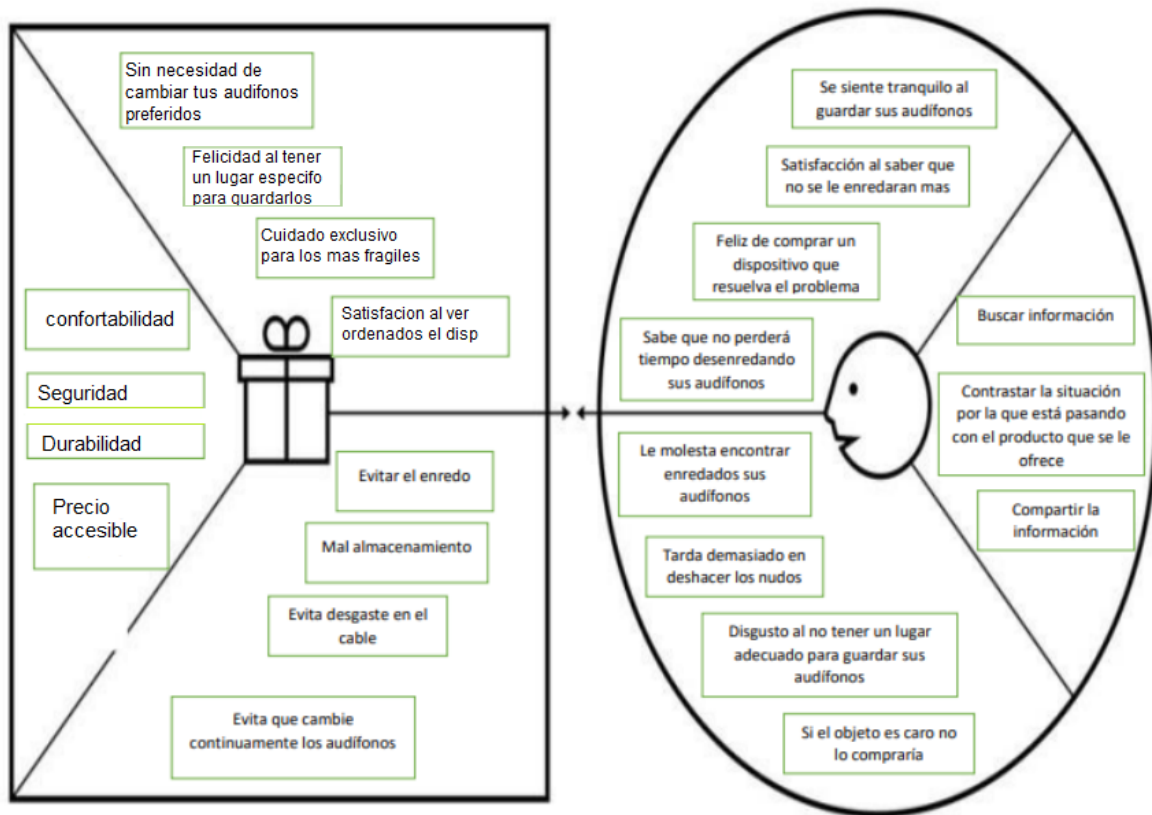 Sin necesidad de
cambiar tus audifonos
preferidos
Felicidad al tener
un lugar especifo
para guardarlos
Cuidado exclusivo
para los mas fragiles
Satisfacion al ver
ordenados el disp
confortabilidad
Seguridad
Durabilidad
Precio
accesible
Evitar el enredo
Mal almacenamiento
Evita desgaste en el
cable
Evita que cambie
continuamente los audífonos
Se siente tranquilo al
guardar sus audífonos
Satisfacción al saber que
no se le enredaran mas
Feliz de comprar un
dispositivo que
resuelva el problema
Sabe que no perderá
tiempo desenredando
sus audífonos
Buscar información
Contrastar la situación
por la que está pasando
con el producto que se le
ofrece
Compartir la
información
Le molesta encontrar
enredados sus
audífonos
Tarda demasiado en
deshacer los nudos
Disgusto al no tener un lugar
adecuado para guardar sus
audífonos
Si el objeto es caro no
lo compraría